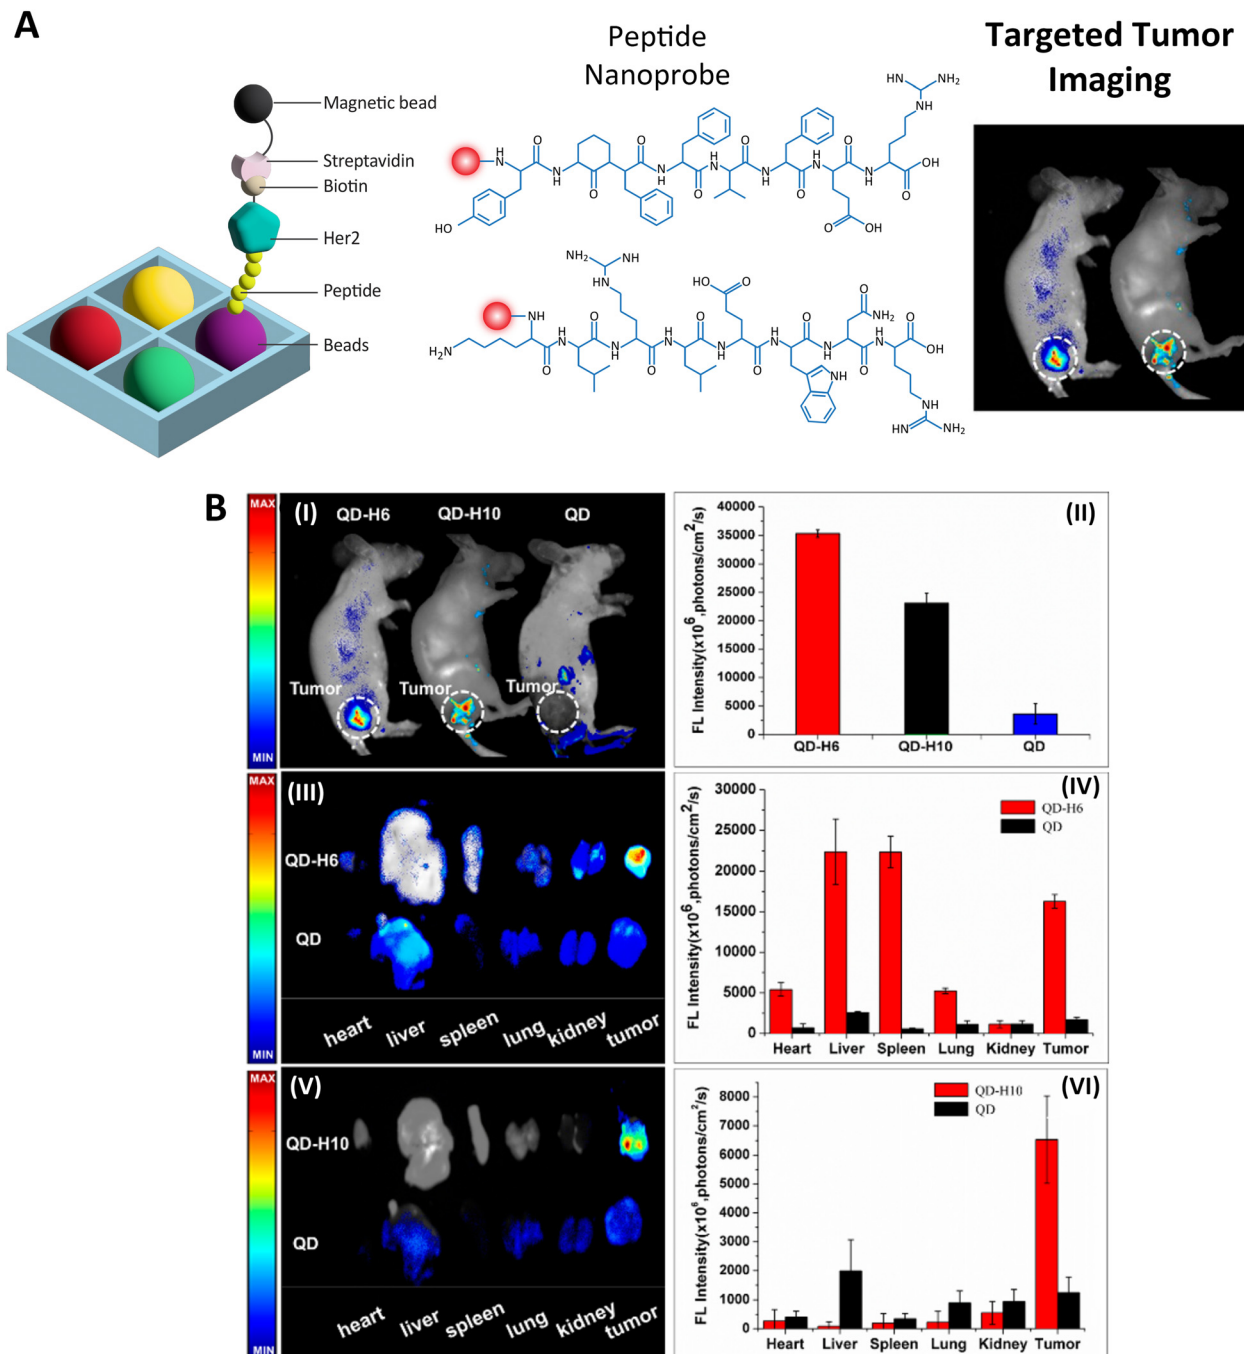 A
Magnetic bead
Streptavidin
Biotin
Her2
Peptide
Beads
Peptide
Nanoprobe
HN
NH2
NH
H
N
O
N
H
O
O
N
H
O
H
N
O
N
H
O
H
N
O
N
H
O
OH
HO
O
OH
NH2
NH
HN
HO
O
O
NH2
NH
H2N
O
H
N
O
N
H
O
H
N
O
N
H
O
H
N
O
N
H
O
OH
NH
NH
HN
NH2
Targeted Tumor
Imaging
B
MAX
MIN
(I)
QD-H6
QD-H10
QD
Tumor
Tumor
Tumor
(II)
FL Intensity(x10^6,photons/cm^2/s)
40000
35000
30000
25000
20000
15000
10000
5000
0
QD-H6
QD-H10
QD
MAX
MIN
(III)
QD-H6
QD
heart
liver
spleen
lung
kidney
tumor
(IV)
QD-H6
QD
FL Intensity(x10^6,photons/cm^2/s)
30000
25000
20000
15000
10000
5000
0
Heart
Liver
Spleen
Lung
Kidney
Tumor
MAX
MIN
(V)
QD-H10
QD
heart
liver
spleen
lung
kidney
tumor
(VI)
QD-H10
QD
FL Intensity(x10^6,photons/cm^2/s)
8000
7000
6000
5000
4000
3000
2000
1000
0
Heart
Liver
Spleen
Lung
Kidney
Tumor